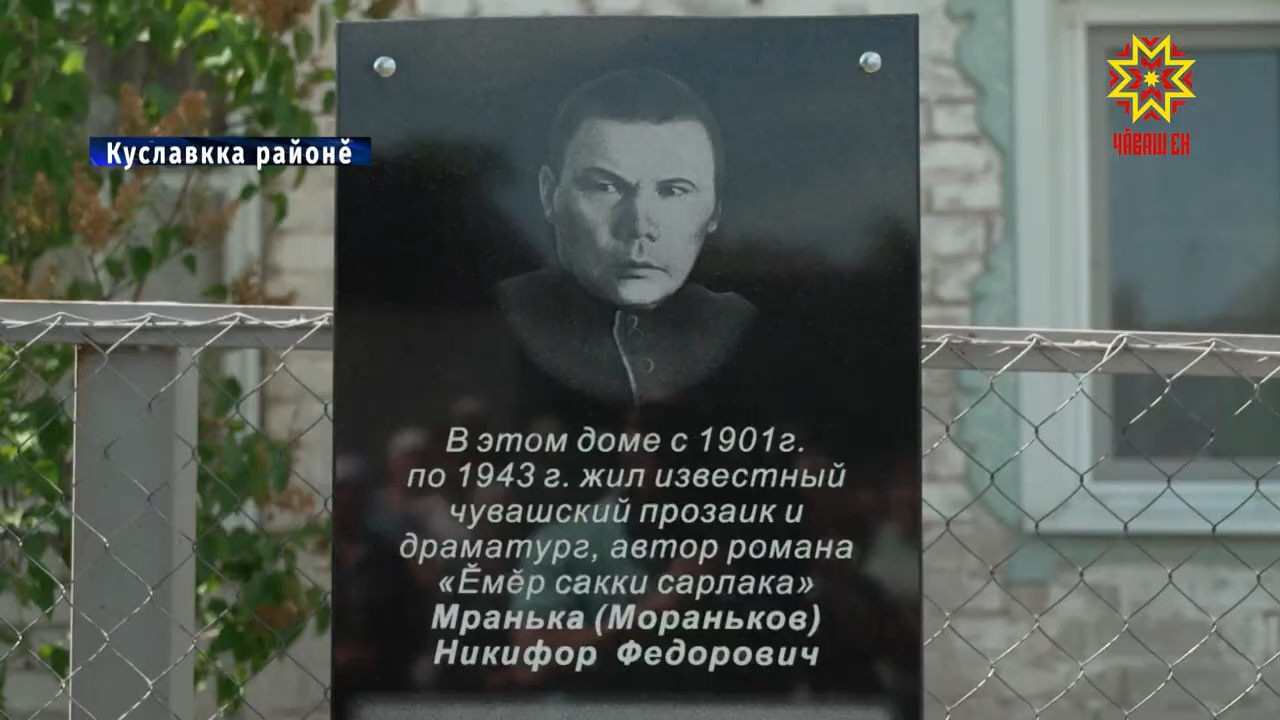 Куславкка районӗ
ЧӐВАШ ЕН
В этом доме с 1901г.
по 1943 г. жил известный
чувашский прозаик и
драматург, автор романа
«Ӗмӗр сакки сарлака»
Мранька (Мораньков)
Никифор Федорович